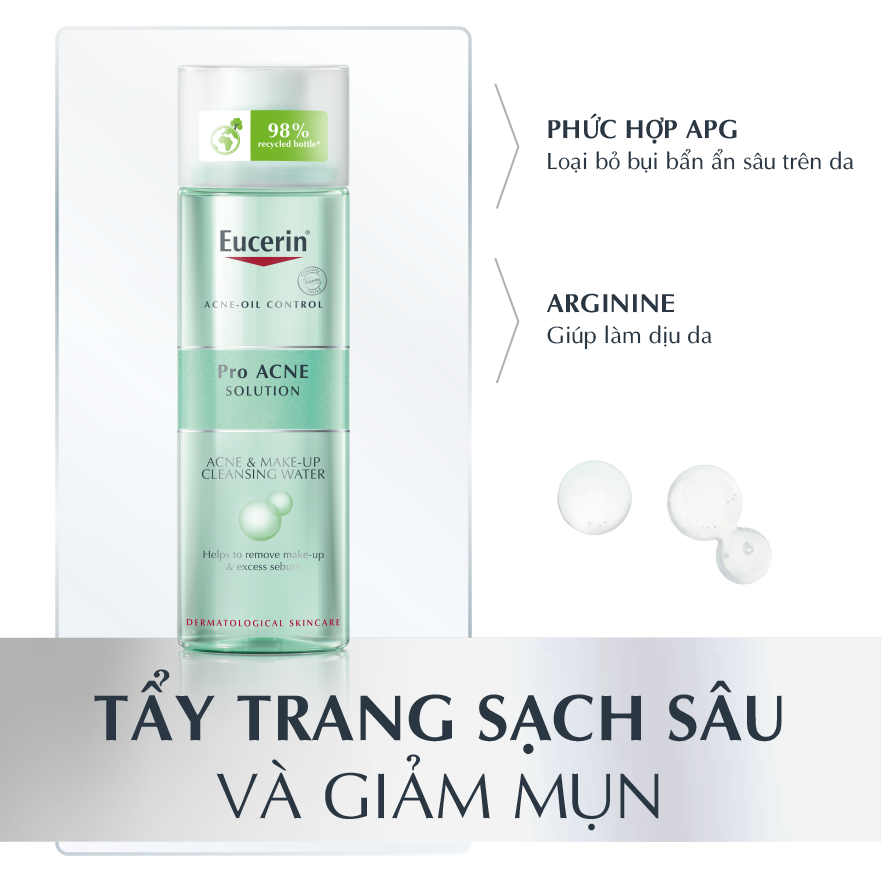 98%
recycled bottle*
Eucerin®
ACNE-OIL CONTROL
Pro ACNE
SOLUTION
ACNE & MAKE-UP
CLEANSING WATER
Helps to remove make-up
& excess sebum
DERMATOLOGICAL SKINCARE
PHỨC HỢP APG
Loại bỏ bụi bẩn ẩn sâu trên da
ARGININE
Giúp làm dịu da
TẨY TRANG SẠCH SÂU
VÀ GIẢM MỤN